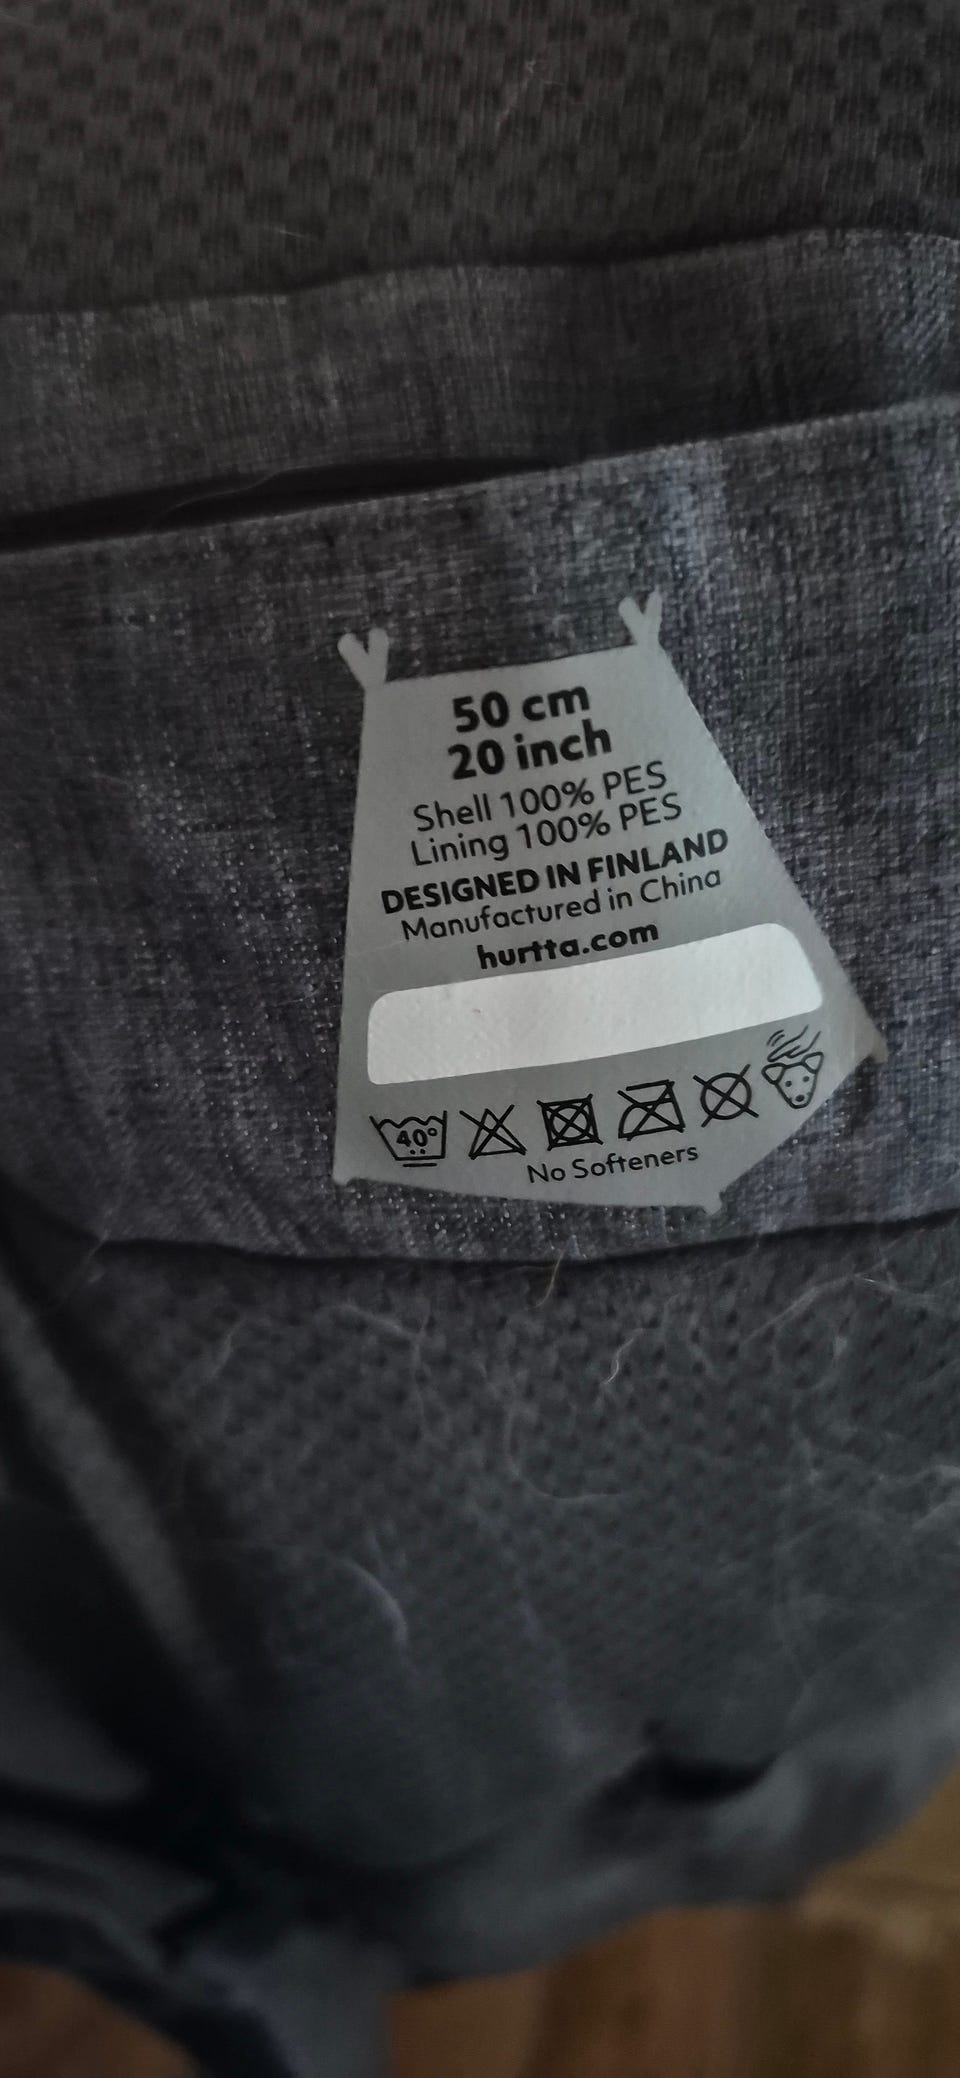 50 cm
20 inch
Shell 100% PES
Lining 100% PES
DESIGNED IN FINLAND
Manufactured in China
hurtta.com
40°
No Softeners